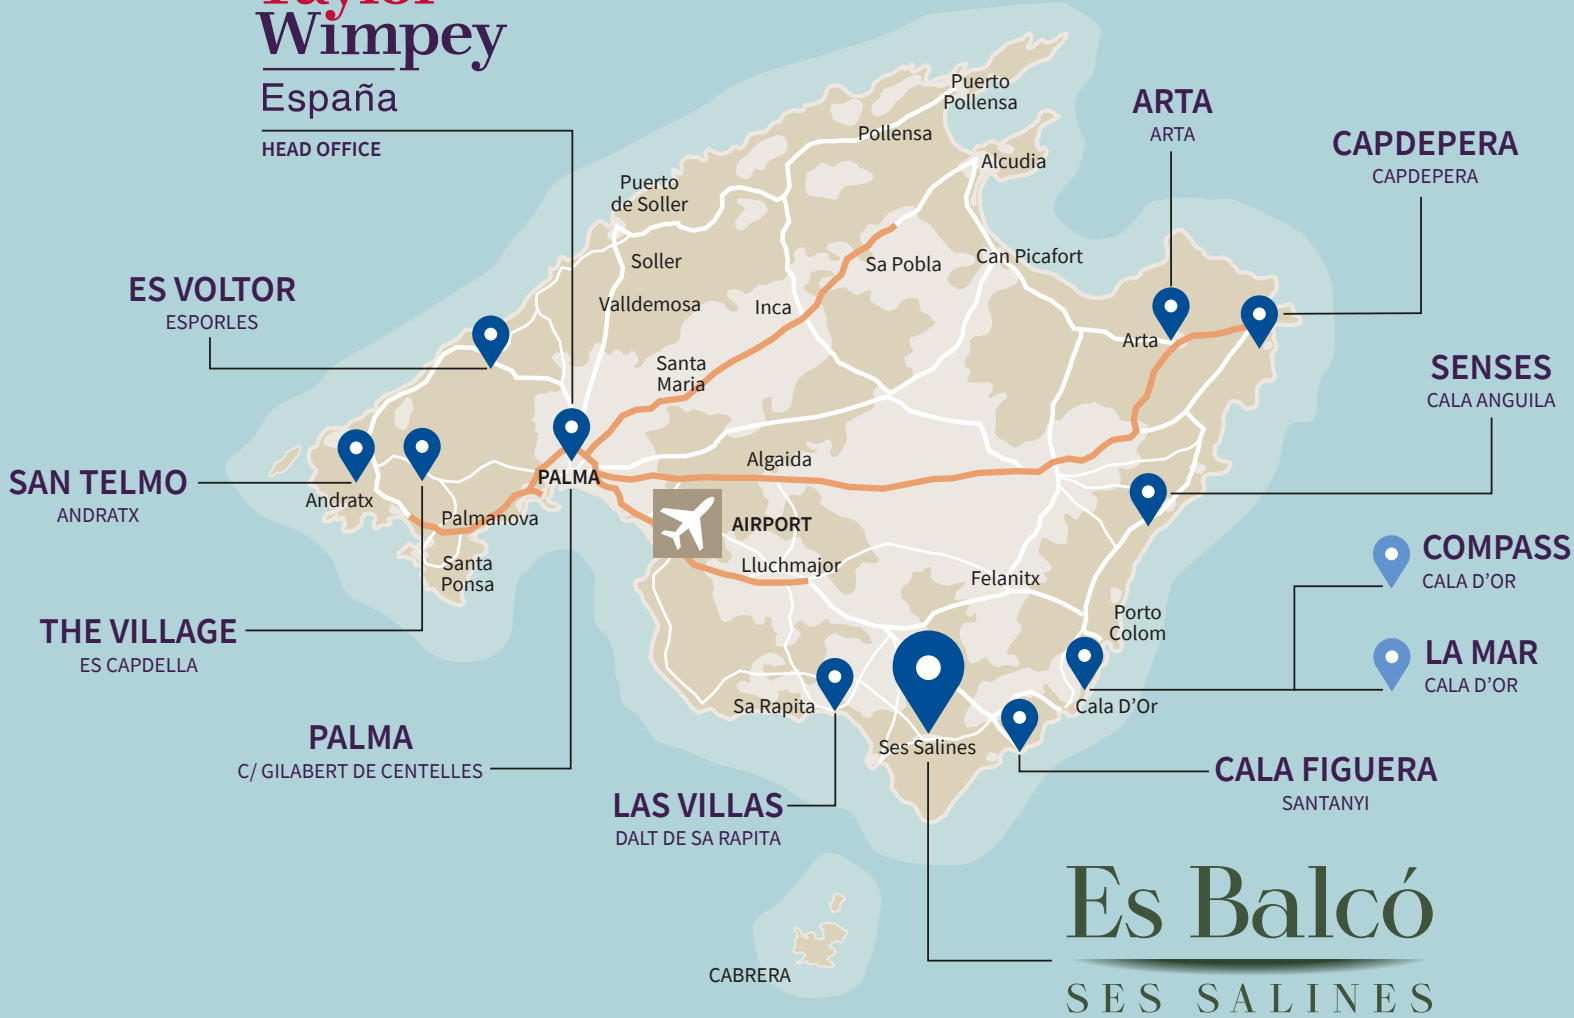 Taylor
Wimpey
España
HEAD OFFICE
Puerto
Pollensa
Pollensa
Alcudia
ARTA
ARTA
CAPDEPERA
CAPDEPERA
Puerto
de Soller
Soller
Sa Pobla
Can Picafort
ES VOLTOR
ESPORLES
Valldemosa
Inca
Arta
Santa
Maria
SENSES
CALA ANGUILA
SAN TELMO
ANDRATX
Andratx
PALMA
Algaida
Palmanova
AIRPORT
Santa
Ponsa
Lluchmajor
Felanitx
COMPASS
CALA D'OR
THE VILLAGE
ES CAPDELLA
Porto
Colom
LA MAR
CALA D'OR
Sa Rapita
Cala D'Or
PALMA
C/ GILABERT DE CENTELLES
Ses Salines
CALA FIGUERA
SANTANYI
LAS VILLAS
DALT DE SA RAPITA
Es Balcó
SES SALINES
CABRERA